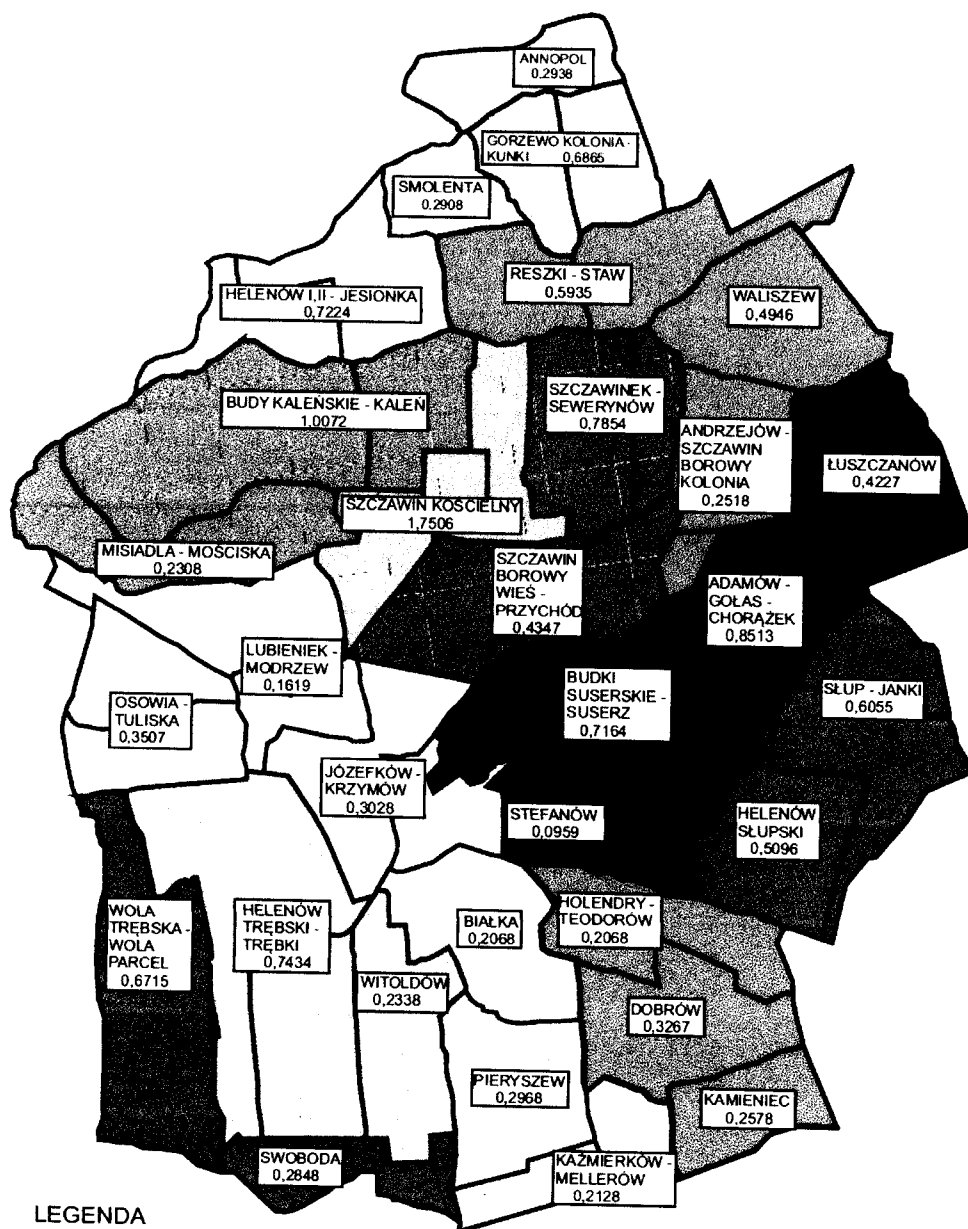 ANNOPOL
0,2938
GORZEWO KOLONIA -
KUNKI 0,6865
SMOLENTA
0,2908
RESZKI - STAW
0,5935
WALISZEW
0,4946
HELENÓW I,II - JESIONKA
0,7224
BUDY KALEŃSKIE - KALEŃ
1,0072
SZCZAWINEK -
SEWERYNÓW
0,7854
ANDRZEJÓW -
SZCZAWIN
BOROWY
KOLONIA
0,2518
ŁUSZCZANÓW
0,4227
SZCZAWIN KOŚCIELNY
1,7506
MISIADLA - MOŚCISKA
0,2308
SZCZAWIN
BOROWY
WIEŚ -
PRZYCHÓD
0,4347
ADAMÓW -
GOŁAS -
CHORĄŻEK
0,8513
LUBIENIEK -
MODRZEW
0,1619
BUDKI
SUSERSKIE -
SUSERZ
0,7164
SŁUP - JANKI
0,6055
OSOWIA -
TULISKA
0,3507
JÓZEFKÓW -
KRZYMÓW
0,3028
STEFANÓW
0,0959
HELENÓW
SŁUPSKI
0,5096
WOLA
TRĘBSKA -
WOLA
PARCEL
0,6715
HELENÓW
TRĘBSKI -
TRĘBKI
0,7434
BIAŁKA
0,2068
HOLENDRY -
TEODORÓW
0,2068
WITOLDÓW
0,2338
DOBRÓW
0,3267
PIERYSZEW
0,2968
KAMIENIEC
0,2578
SWOBODA
0,2848
KAŹMIERKÓW -
MELLERÓW
0,2128
LEGENDA